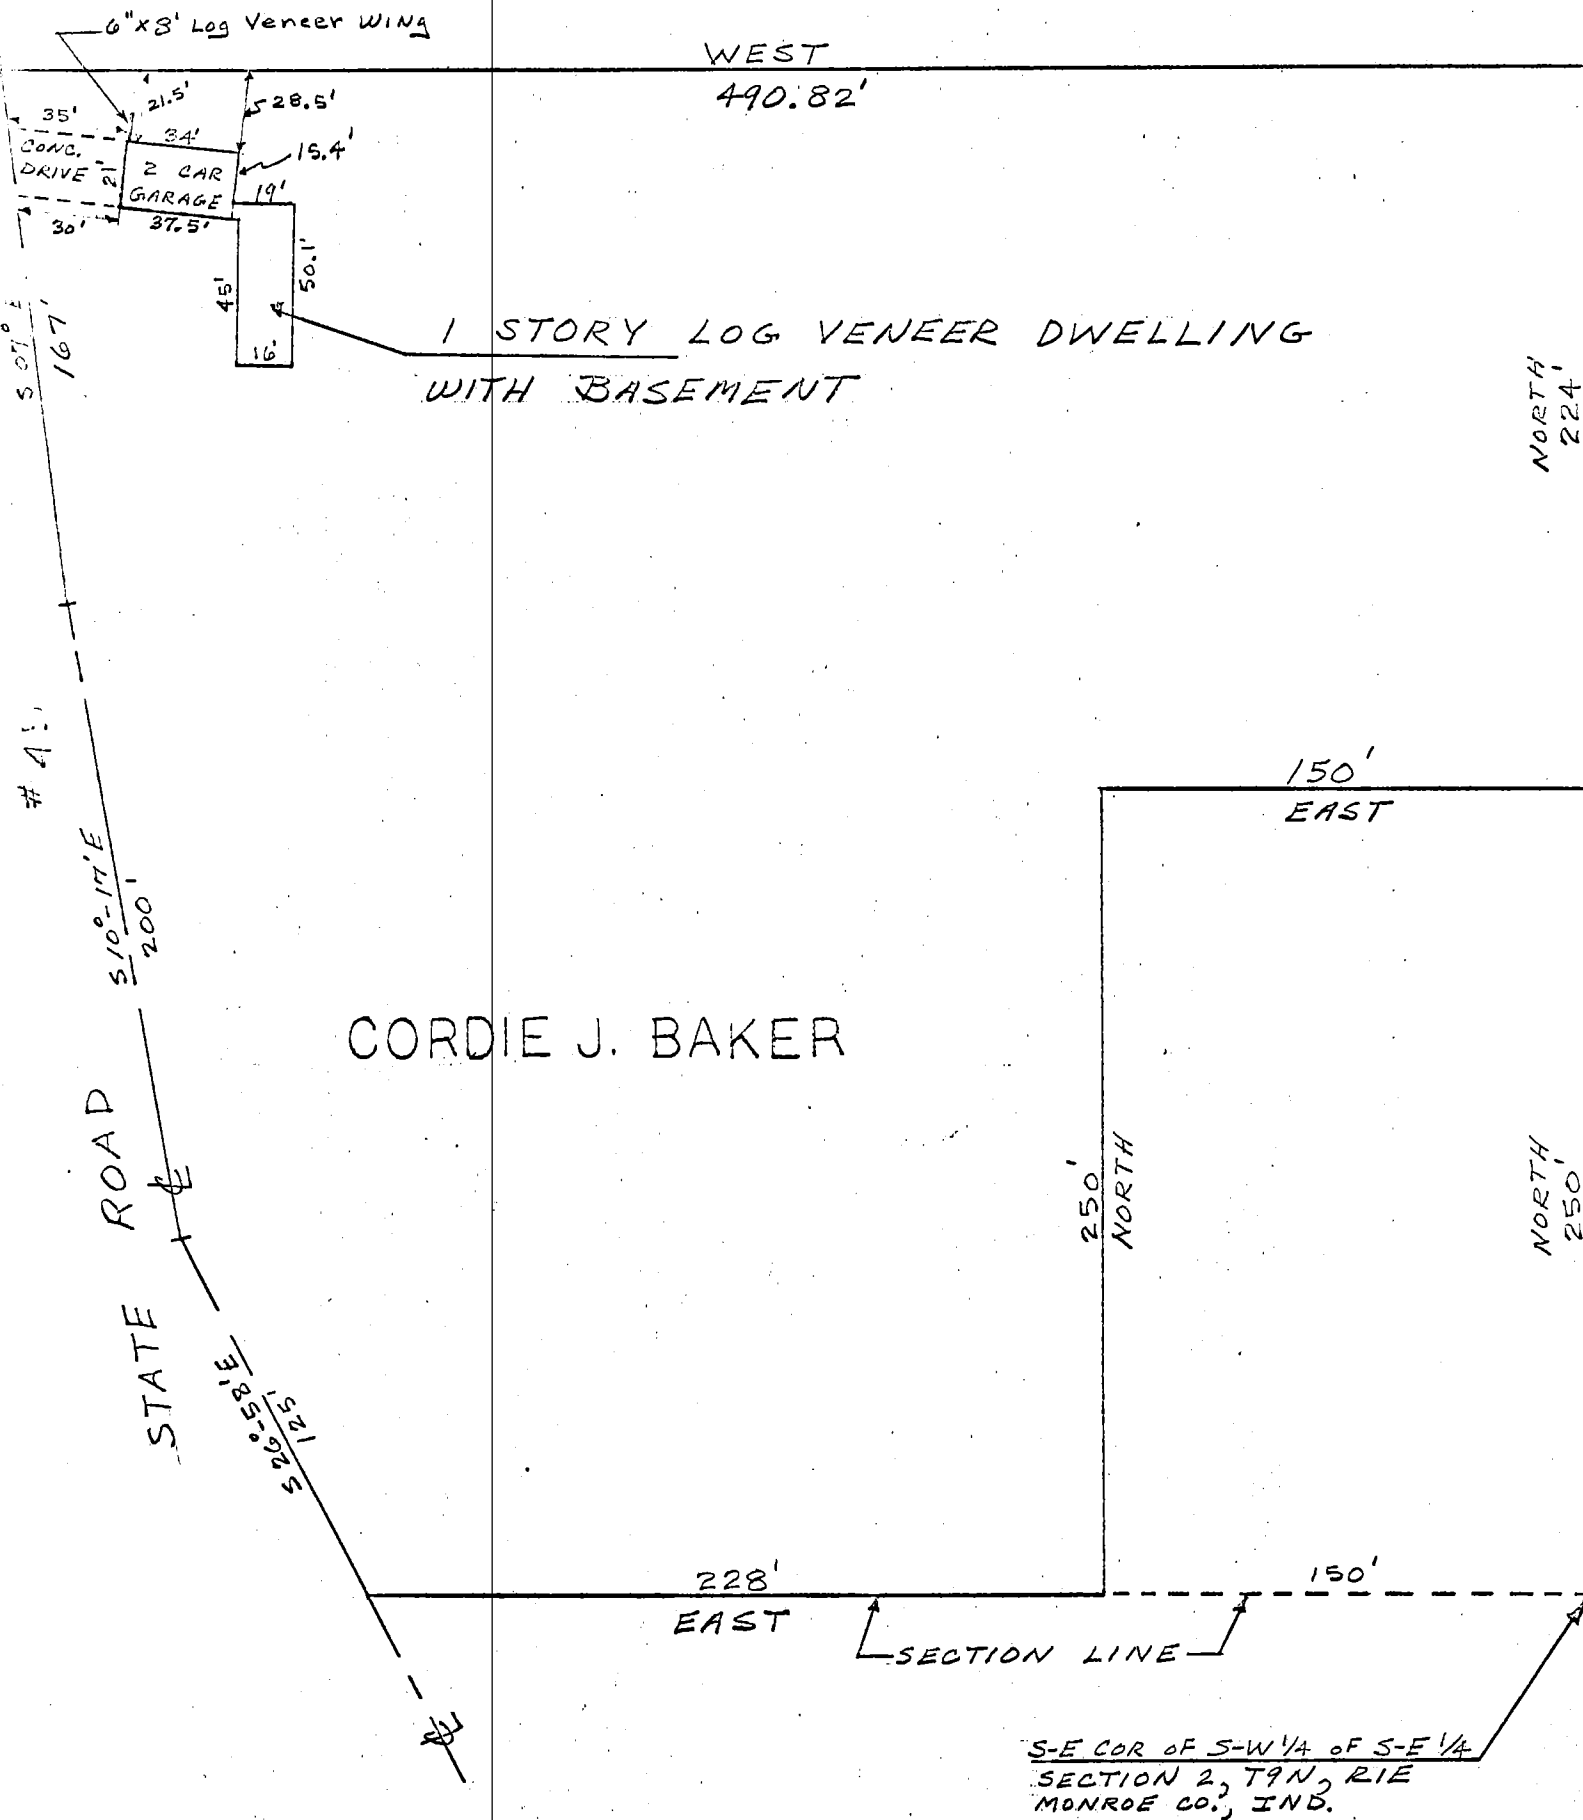 6"x8' Log Veneer WING
WEST
490.82'
21.5'
28.5'
35'
34'
15.4'
CONC.
DRIVE
21'
2 CAR
GARAGE
19'
30'
37.5'
45'
50.1'
16'
1 STORY LOG VENEER DWELLING
WITH BASEMENT
167'
NORTH
224'
150'
EAST
S 10°-17' E
200'
CORDIE J. BAKER
STATE ROAD
250'
NORTH
NORTH
250'
S 26°-58' E
125'
228'
EAST
150'
SECTION LINE
S-E COR OF S-W 1/4 OF S-E 1/4
SECTION 2, T9N, R1E
MONROE CO., IND.